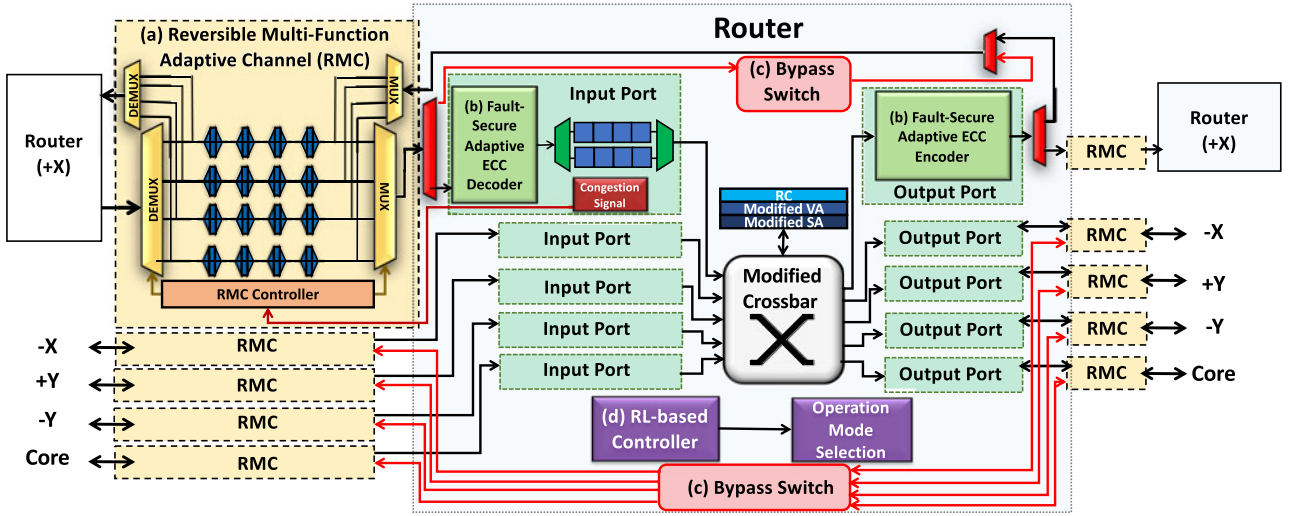 Router
(a) Reversible Multi-Function
Adaptive Channel (RMC)
DEMUX
MUX
Router
(+X)
DEMUX
MUX
RMC Controller
(c) Bypass
Switch
Input Port
(b) Fault-
Secure
Adaptive
ECC
Decoder
Congestion
Signal
(b) Fault-Secure
Adaptive ECC
Encoder
Output Port
RMC
Router
(+X)
RC
Modified VA
Modified SA
Modified
Crossbar
Input Port
Input Port
Input Port
Input Port
Output Port
Output Port
Output Port
Output Port
RMC
-X
RMC
+Y
RMC
-Y
RMC
Core
-X
RMC
+Y
RMC
-Y
RMC
Core
RMC
(d) RL-based
Controller
Operation
Mode
Selection
(c) Bypass Switch